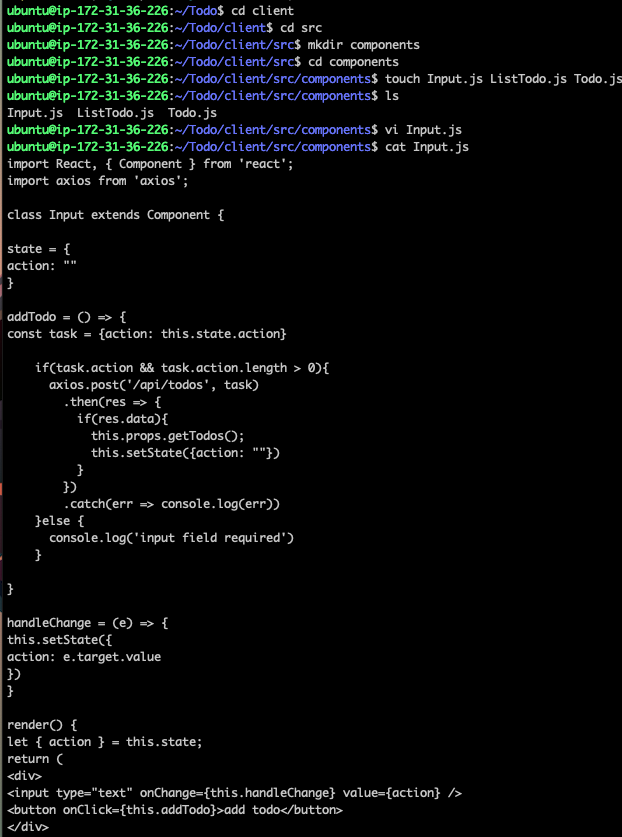 ubuntu@ip-172-31-36-226:~/Todo$ cd client
ubuntu@ip-172-31-36-226:~/Todo/client$ cd src
ubuntu@ip-172-31-36-226:~/Todo/client/src$ mkdir components
ubuntu@ip-172-31-36-226:~/Todo/client/src$ cd components
ubuntu@ip-172-31-36-226:~/Todo/client/src/components$ touch Input.js ListTodo.js Todo.js
ubuntu@ip-172-31-36-226:~/Todo/client/src/components$ ls
Input.js  ListTodo.js  Todo.js
ubuntu@ip-172-31-36-226:~/Todo/client/src/components$ vi Input.js
ubuntu@ip-172-31-36-226:~/Todo/client/src/components$ cat Input.js
import React, { Component } from 'react';
import axios from 'axios';

class Input extends Component {

state = {
action: ""
}

addTodo = () => {
const task = {action: this.state.action}

    if(task.action && task.action.length > 0){
      axios.post('/api/todos', task)
        .then(res => {
          if(res.data){
            this.props.getTodos();
            this.setState({action: ""})
          }
        })
        .catch(err => console.log(err))
    }else {
      console.log('input field required')
    }

}

handleChange = (e) => {
this.setState({
action: e.target.value
})
}

render() {
let { action } = this.state;
return (
<div>
<input type="text" onChange={this.handleChange} value={action} />
<button onClick={this.addTodo}>add todo</button>
</div>